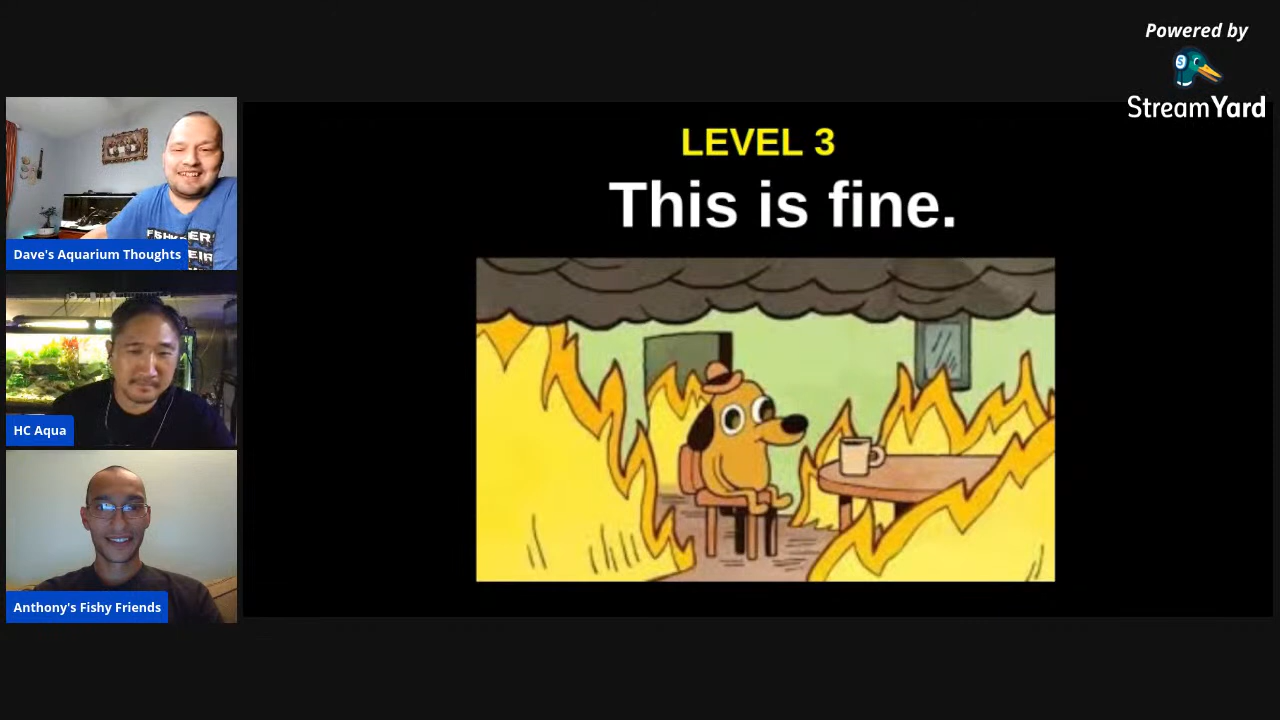 Powered by
StreamYard
LEVEL 3
This is fine.
Dave's Aquarium Thoughts
HC Aqua
Anthony's Fishy Friends